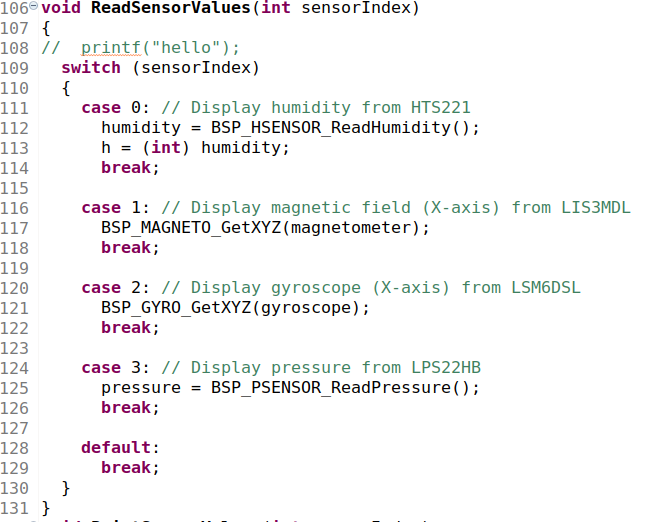 106 void ReadSensorValues(int sensorIndex)
107 {
108 //  printf("hello");
109   switch (sensorIndex)
110   {
111     case 0: // Display humidity from HTS221
112       humidity = BSP_HSENSOR_ReadHumidity();
113       h = (int) humidity;
114       break;
115
116     case 1: // Display magnetic field (X-axis) from LIS3MDL
117       BSP_MAGNETO_GetXYZ(magnetometer);
118       break;
119
120     case 2: // Display gyroscope (X-axis) from LSM6DSL
121       BSP_GYRO_GetXYZ(gyroscope);
122       break;
123
124     case 3: // Display pressure from LPS22HB
125       pressure = BSP_PSENSOR_ReadPressure();
126       break;
127
128     default:
129       break;
130   }
131 }